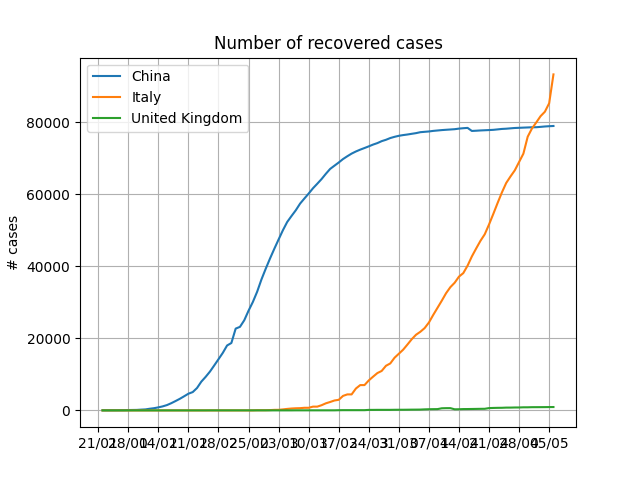 Number of recovered cases
China
Italy
United Kingdom
# cases
80000
60000
40000
20000
0
21/01 28/01 04/02 11/02 18/02 25/02 03/03 10/03 17/03 24/03 31/03 07/04 14/04 21/04 28/04 05/05